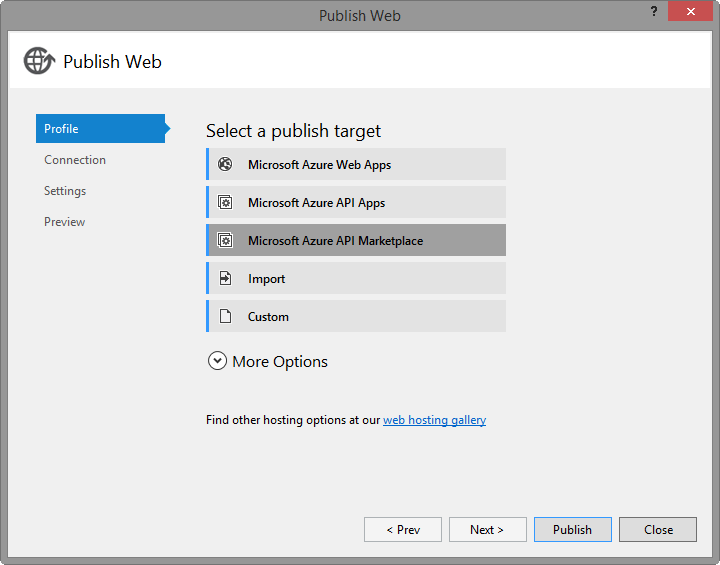 Publish Web
?
Publish Web
Profile
Connection
Settings
Preview
Select a publish target
Microsoft Azure Web Apps
Microsoft Azure API Apps
Microsoft Azure API Marketplace
Import
Custom
More Options
Find other hosting options at our web hosting gallery
< Prev
Next >
Publish
Close